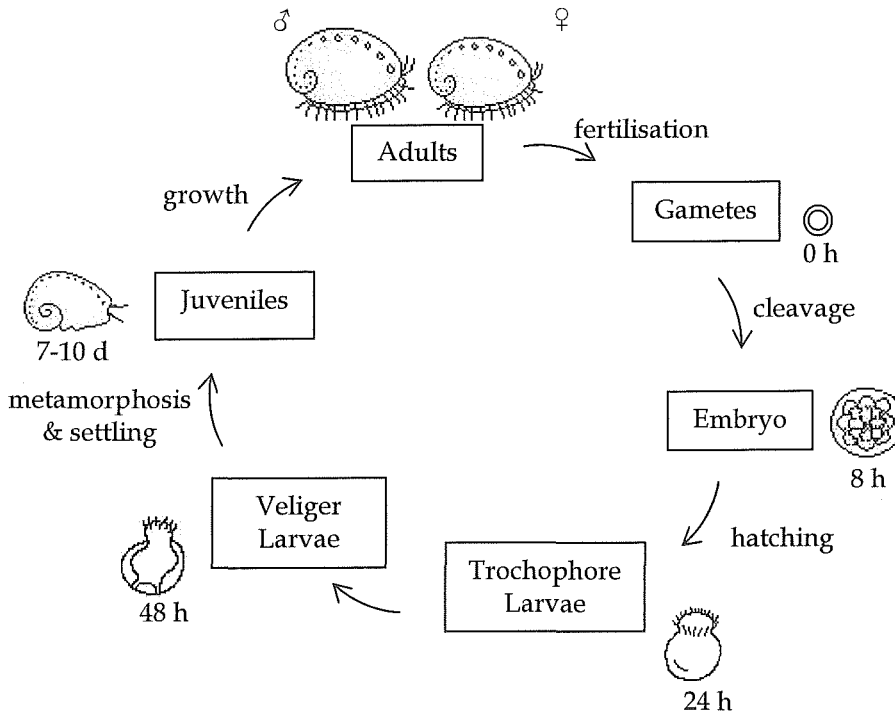 ♂
♀
Adults
fertilisation
Gametes
0 h
cleavage
Embryo
8 h
hatching
Trochophore
Larvae
24 h
Veliger
Larvae
48 h
metamorphosis
& settling
Juveniles
7-10 d
growth